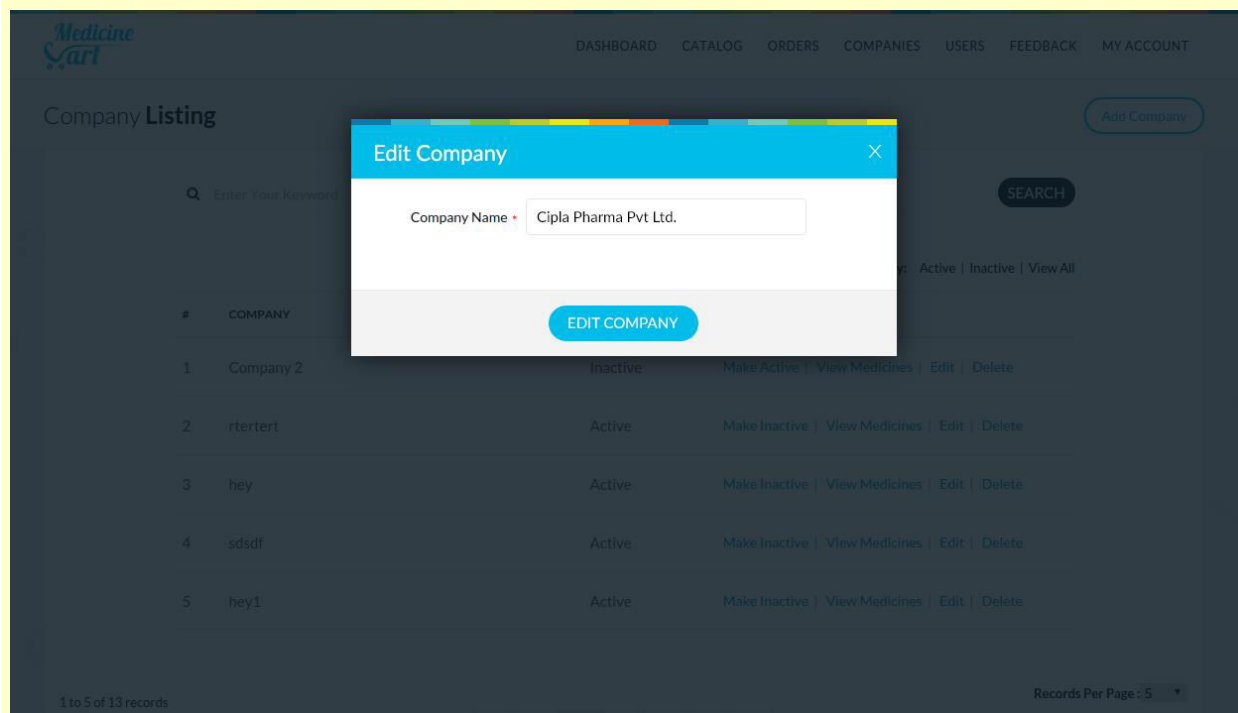 Medicine
Cart
DASHBOARD CATALOG ORDERS COMPANIES USERS FEEDBACK MY ACCOUNT
Company Listing
Add Company
Edit Company
Enter Your Keyword
SEARCH
Company Name * Cipla Pharma Pvt Ltd.
y: Active | Inactive | View All
# COMPANY
EDIT COMPANY
1 Company 2 Inactive Make Active | View Medicines | Edit | Delete
2 rtertert Active Make Inactive | View Medicines | Edit | Delete
3 hey Active Make Inactive | View Medicines | Edit | Delete
4 sdsdf Active Make Inactive | View Medicines | Edit | Delete
5 hey1 Active Make Inactive | View Medicines | Edit | Delete
1 to 5 of 13 records
Records Per Page : 5